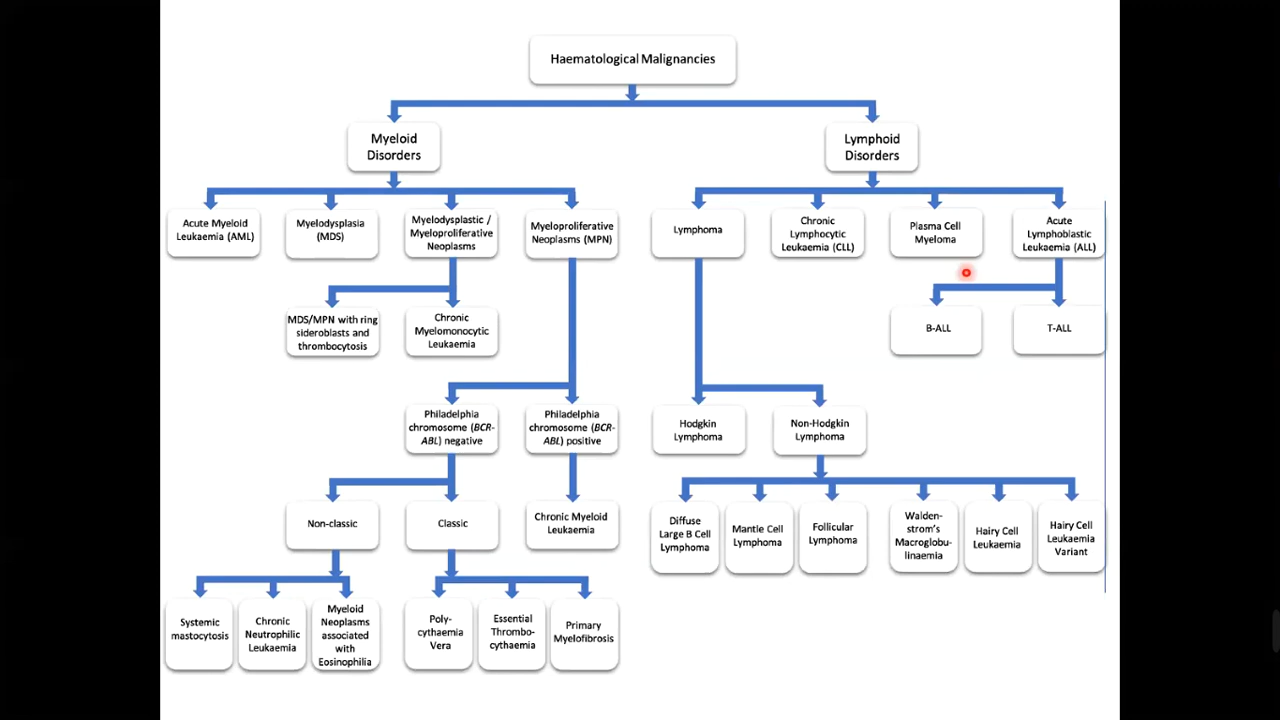 Haematological Malignancies
Myeloid
Disorders
Lymphoid
Disorders
Acute Myeloid
Leukaemia (AML)
Myelodysplasia
(MDS)
Myelodysplastic /
Myeloproliferative
Neoplasms
Myeloproliferative
Neoplasms (MPN)
Lymphoma
Chronic
Lymphocytic
Leukaemia (CLL)
Plasma Cell
Myeloma
Acute
Lymphoblastic
Leukaemia (ALL)
MDS/MPN with ring
sideroblasts and
thrombocytosis
Chronic
Myelomonocytic
Leukaemia
B-ALL
T-ALL
Philadelphia
chromosome (BCR-
ABL) negative
Philadelphia
chromosome (BCR-
ABL) positive
Hodgkin
Lymphoma
Non-Hodgkin
Lymphoma
Non-classic
Classic
Chronic Myeloid
Leukaemia
Diffuse
Large B Cell
Lymphoma
Mantle Cell
Lymphoma
Follicular
Lymphoma
Walden-
strom's
Macroglobu-
linaemia
Hairy Cell
Leukaemia
Hairy Cell
Leukaemia
Variant
Systemic
mastocytosis
Chronic
Neutrophilic
Leukaemia
Myeloid
Neoplasms
associated
with
Eosinophilia
Poly-
cythaemia
Vera
Essential
Thrombo-
cythaemia
Primary
Myelofibrosis